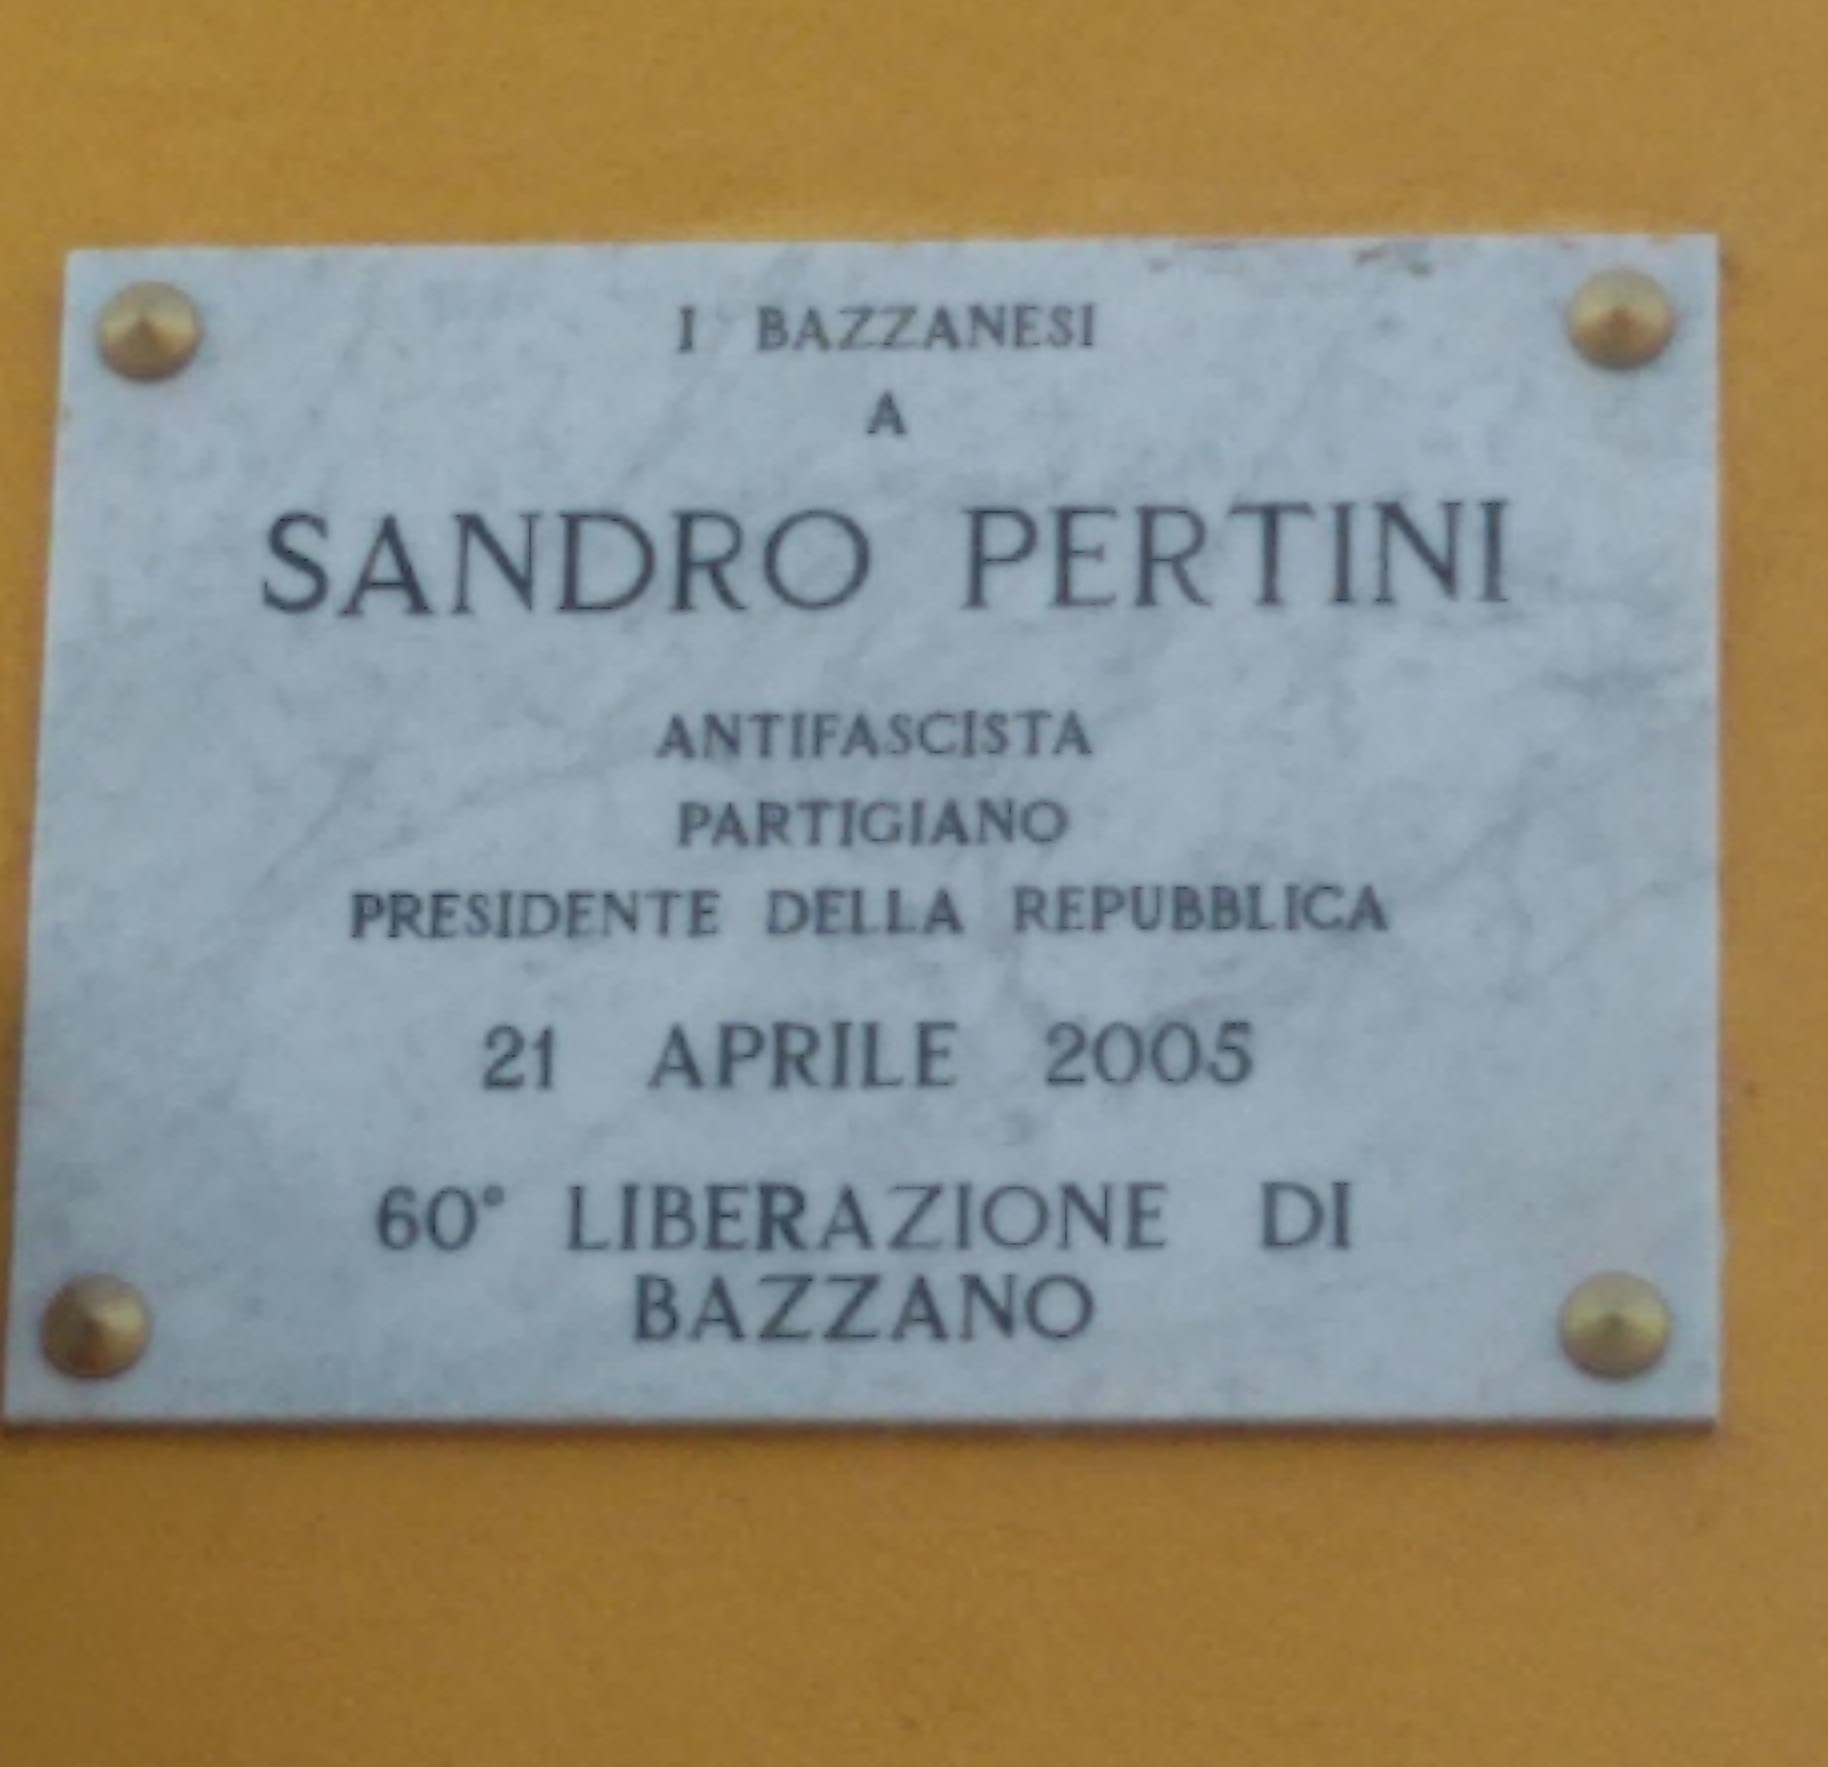 I BAZZANESI
A
SANDRO PERTINI
ANTIFASCISTA
PARTIGIANO
PRESIDENTE DELLA REPUBBLICA
21 APRILE 2005
60° LIBERAZIONE DI
BAZZANO